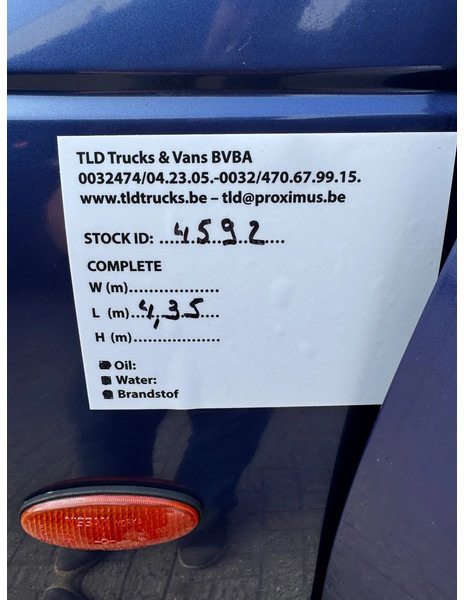 TLD Trucks & Vans BVBA
0032474/04.23.05.-0032/470.67.99.15.
www.tldtrucks.be – tld@proximus.be
STOCK ID: ....4592....
COMPLETE
W (m)...................
L (m)..4,35....
H (m)...................
Oil:
Water:
Brandstof